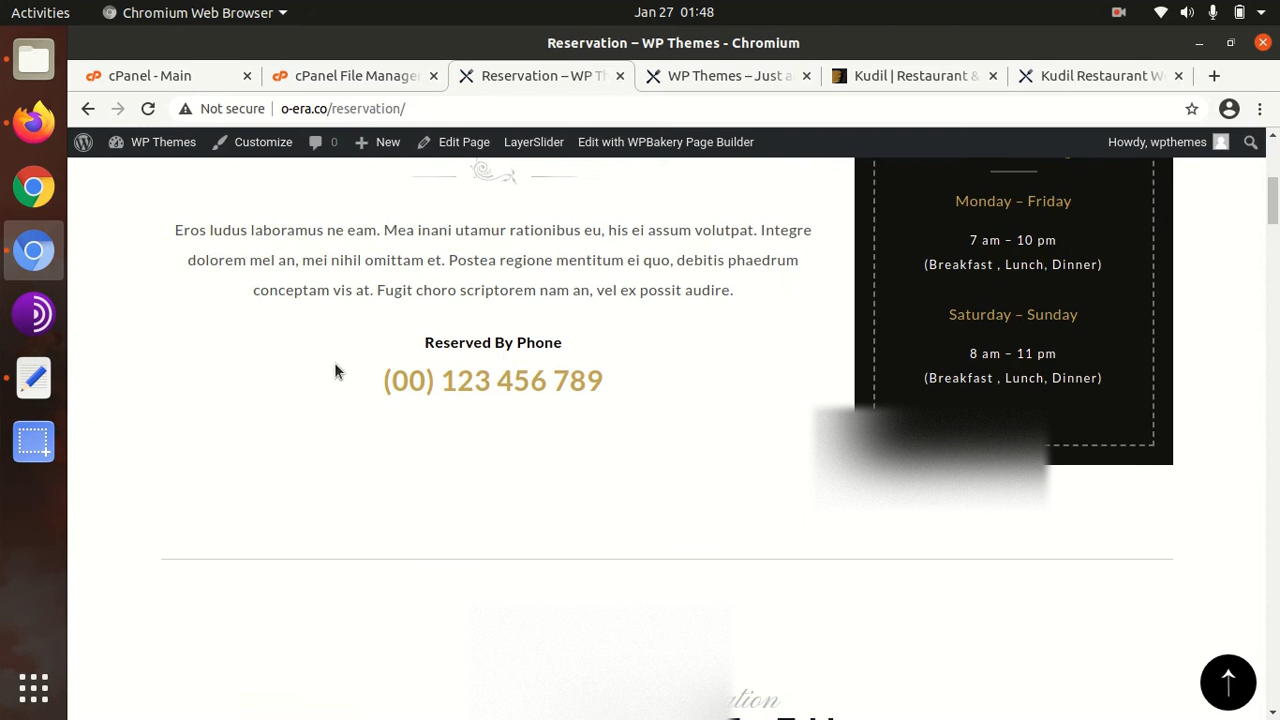 Activities
Chromium Web Browser
Jan 27 01:48
Reservation – WP Themes - Chromium
cPanel - Main
cPanel File Manage
Reservation – WP Th
WP Themes – Just a
Kudil | Restaurant &
Kudil Restaurant W
Not secure
o-era.co/reservation/
WP Themes
Customize
0
New
Edit Page
LayerSlider
Edit with WPBakery Page Builder
Howdy, wpthemes
Eros ludus laboramus ne eam. Mea inani utamur rationibus eu, his ei assum volutpat. Integre
dolorem mel an, mei nihil omittam et. Postea regione mentitum ei quo, debitis phaedrum
conceptam vis at. Fugit choro scriptorem nam an, vel ex possit audire.
Reserved By Phone
(00) 123 456 789
Monday – Friday
7 am – 10 pm
(Breakfast , Lunch, Dinner)
Saturday – Sunday
8 am – 11 pm
(Breakfast , Lunch, Dinner)